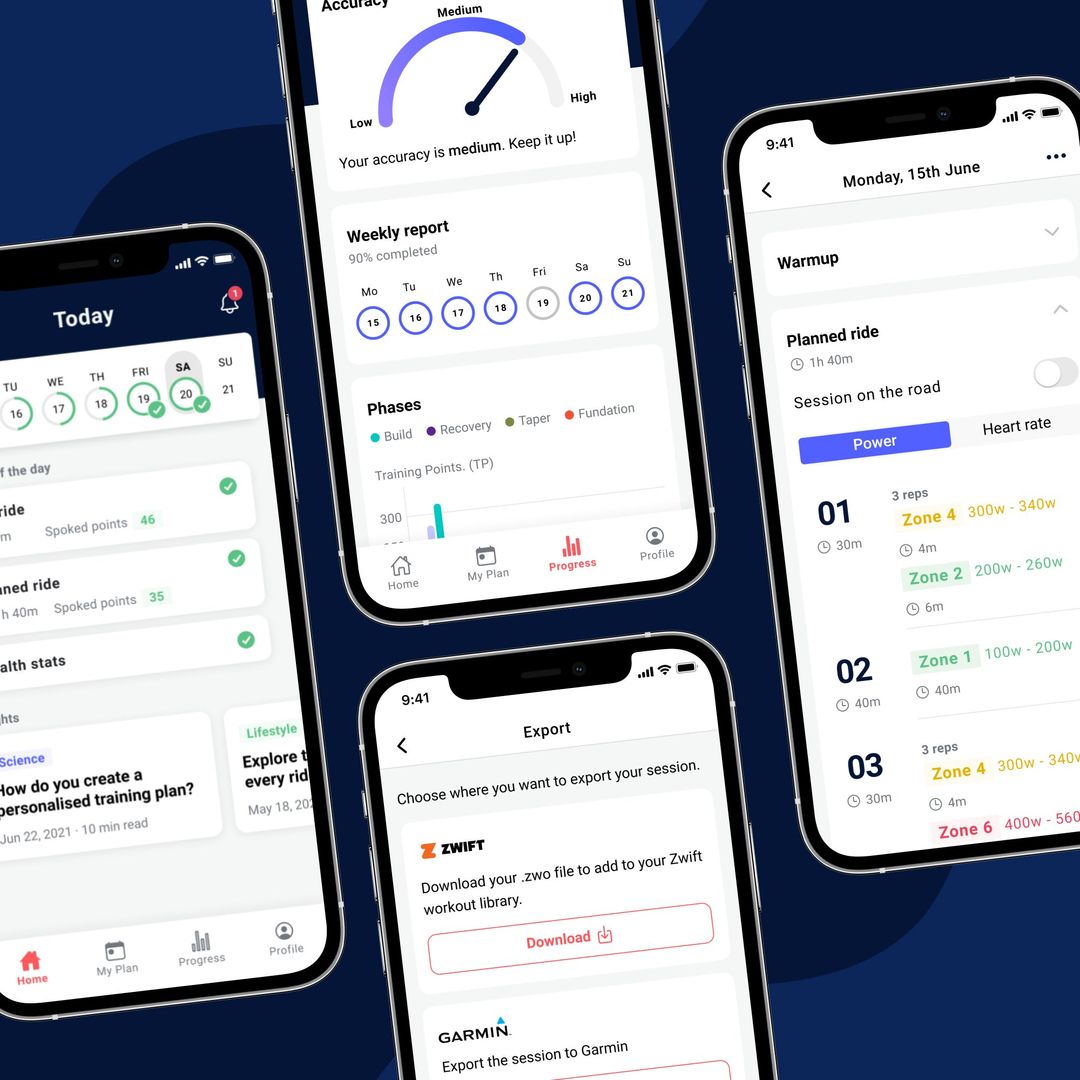 Accuracy
Medium
Low
High
Your accuracy is medium. Keep it up!
Weekly report
90% completed
Mo Tu We Th Fri Sa Su
15 16 17 18 19 20 21
Phases
Build Recovery Taper Fundation
Training Points. (TP)
300
Home My Plan Progress Profile
9:41
Monday, 15th June
Warmup
Planned ride
1h 40m
Session on the road
Power Heart rate
01
30m
3 reps
Zone 4 300w - 340w
4m
Zone 2 200w - 260w
6m
02
40m
Zone 1 100w - 200w
40m
03
30m
3 reps
Zone 4 300w - 340w
4m
Zone 6 400w - 560
Today
1
TU WE TH FRI SA SU
16 17 18 19 20 21
f the day
ride
m Spoked points 46
nned ride
h 40m Spoked points 35
alth stats
hts
Science
How do you create a
personalised training plan?
Jun 22, 2021 · 10 min read
Lifestyle
Explore t
every rid
May 18, 202
Home My Plan Progress Profile
9:41
Export
Choose where you want to export your session.
ZWIFT
Download your .zwo file to add to your Zwift
workout library.
Download
GARMIN
Export the session to Garmin